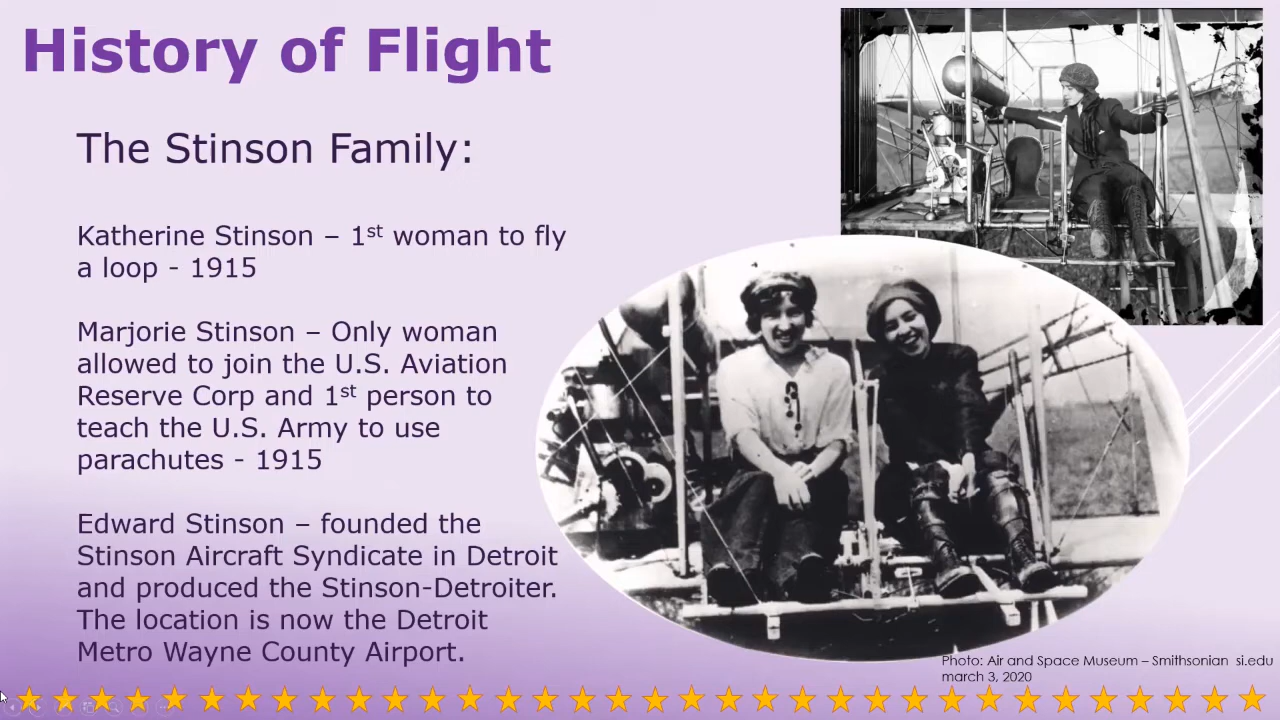 History of Flight
The Stinson Family:
Katherine Stinson – 1st woman to fly
a loop - 1915
Marjorie Stinson – Only woman
allowed to join the U.S. Aviation
Reserve Corp and 1st person to
teach the U.S. Army to use
parachutes - 1915
Edward Stinson – founded the
Stinson Aircraft Syndicate in Detroit
and produced the Stinson-Detroiter.
The location is now the Detroit
Metro Wayne County Airport.
Photo: Air and Space Museum – Smithsonian si.edu
march 3, 2020